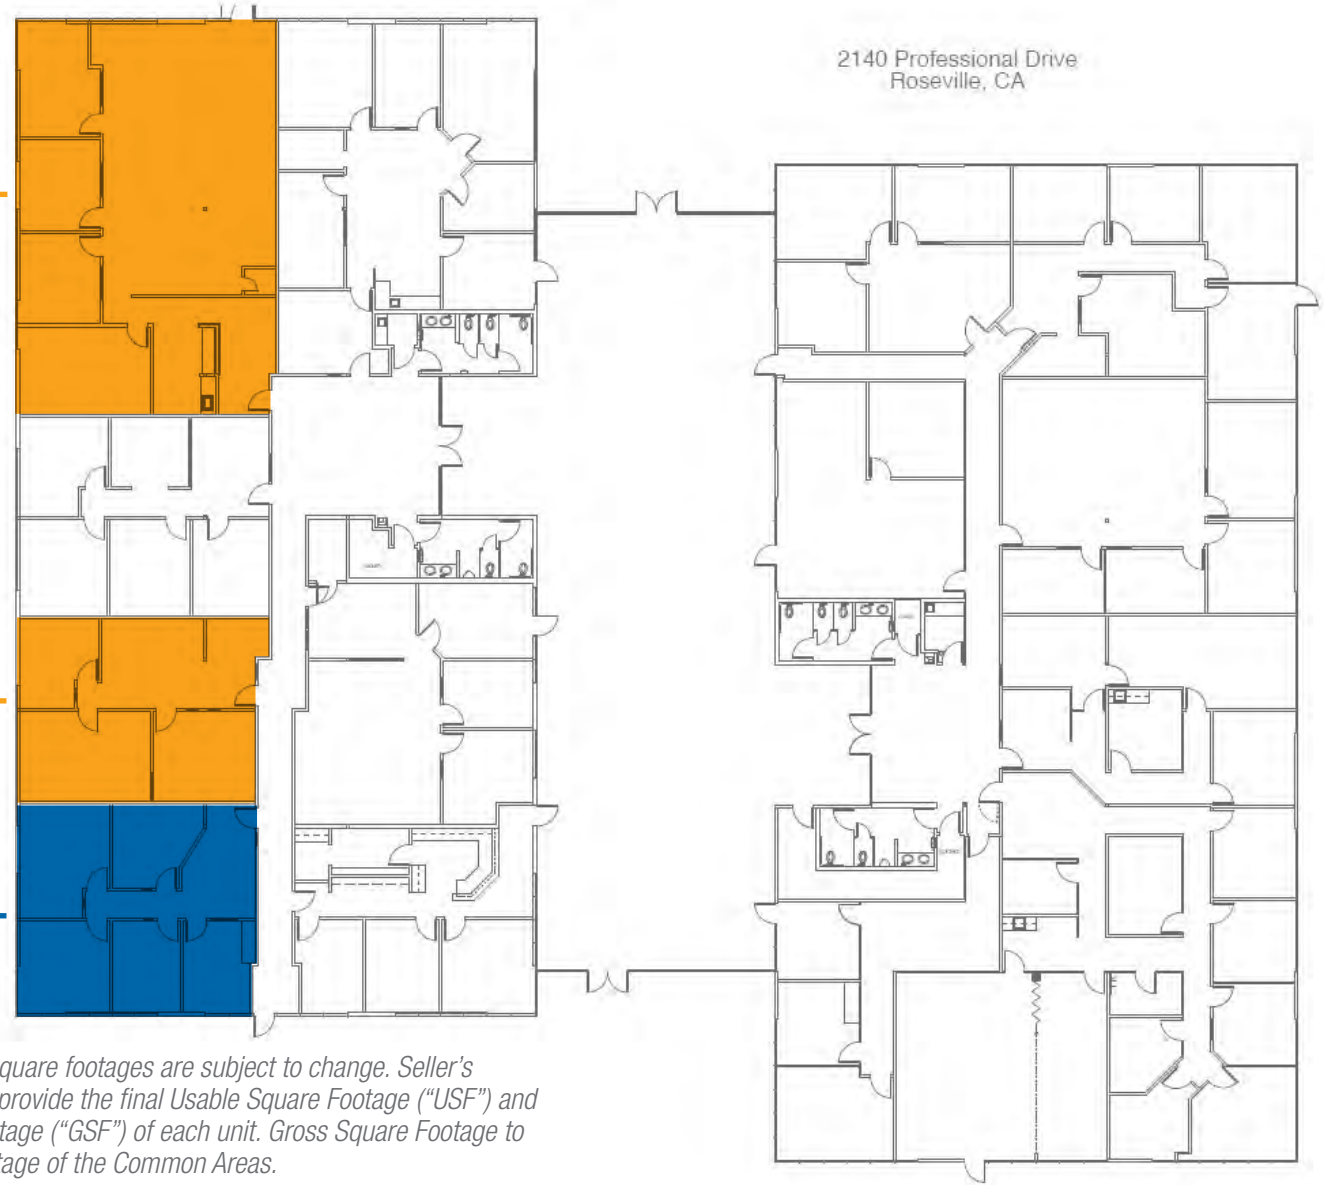 2140 Professional Drive
Roseville, CA
quare footages are subject to change. Seller's
provide the final Usable Square Footage (“USF”) and
tage (“GSF”) of each unit. Gross Square Footage to
tage of the Common Areas.